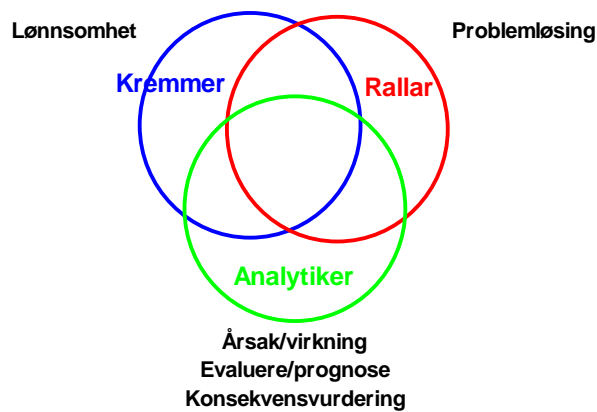 Lønnsomhet
Problemløsing
Kremmer
Rallar
Analytiker
Årsak/virkning
Evaluere/prognose
Konsekvensvurdering